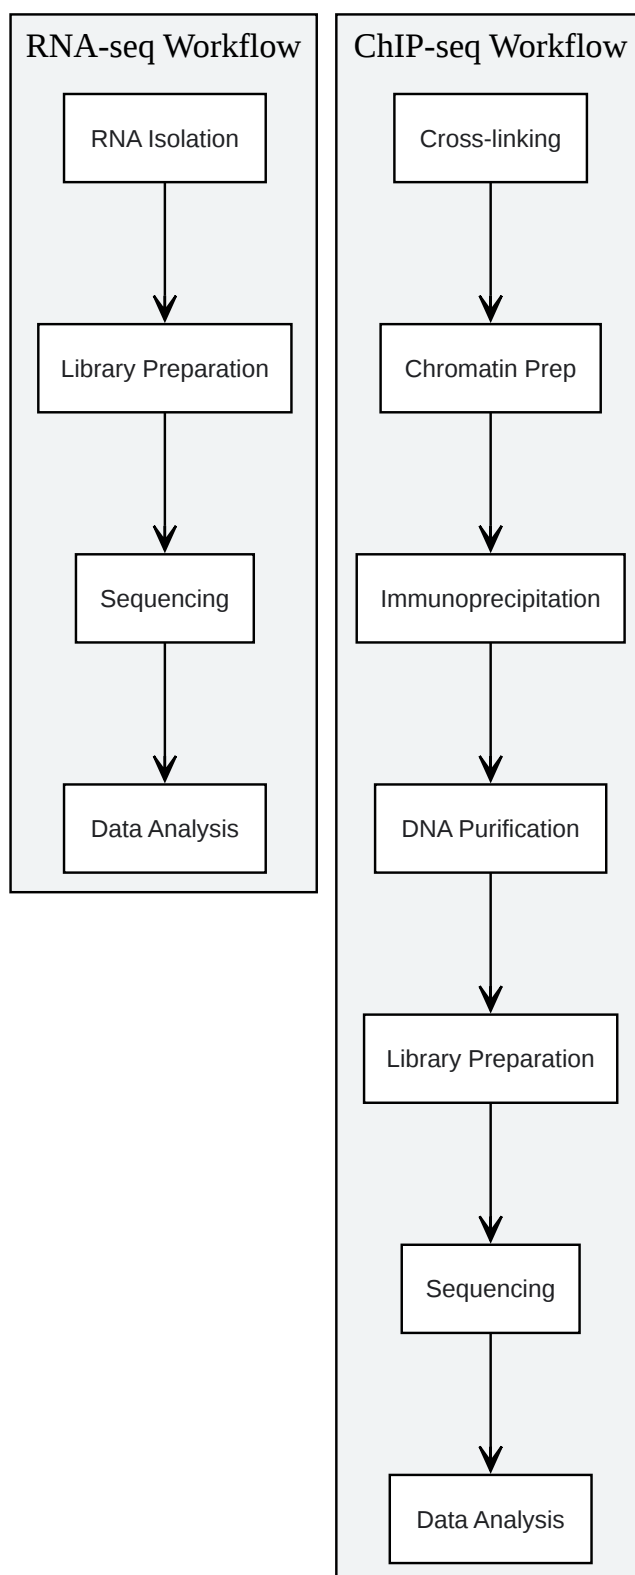 RNA-seq Workflow
RNA Isolation
Library Preparation
Sequencing
Data Analysis
ChIP-seq Workflow
Cross-linking
Chromatin Prep
Immunoprecipitation
DNA Purification
Library Preparation
Sequencing
Data Analysis